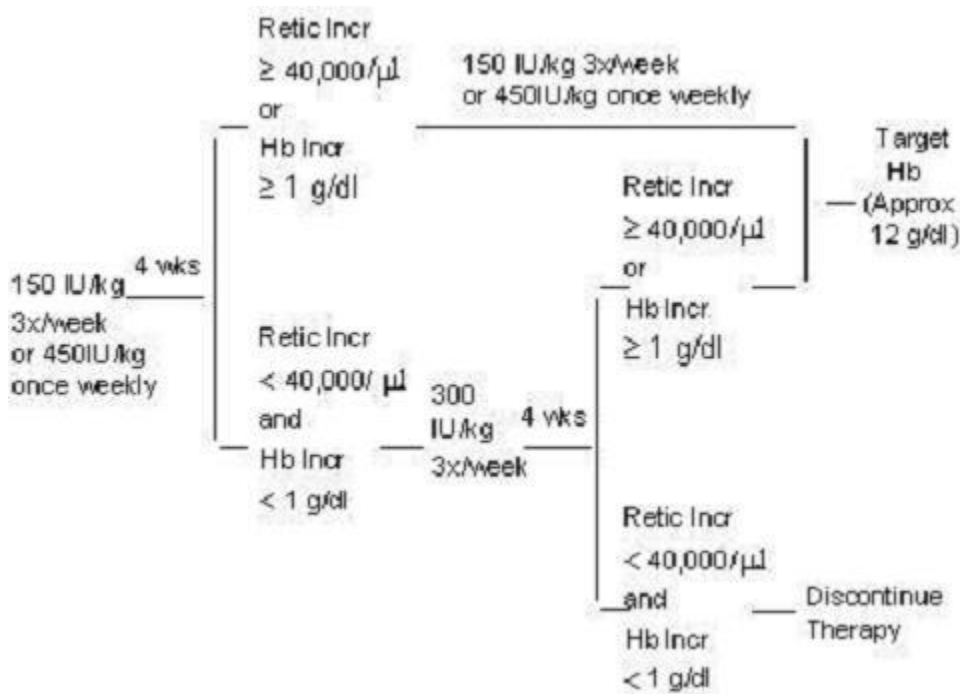 150 IU/kg
3x/week
or 450IU/kg
once weekly
4 wks
Retic Incr
≥ 40,000/µl
or
Hb Incr
≥ 1 g/dl
150 IU/kg 3x/week
or 450IU/kg once weekly
Target
Hb
(Approx
12 g/dl)
Retic Incr
< 40,000/ µl
and
Hb Incr
< 1 g/dl
300
IU/kg
3x/week
4 wks
Retic Incr
≥ 40,000/µl
or
Hb Incr.
≥ 1 g/dl
Retic Incr
< 40,000/µl
and
Hb Incr
< 1 g/dl
Discontinue
Therapy